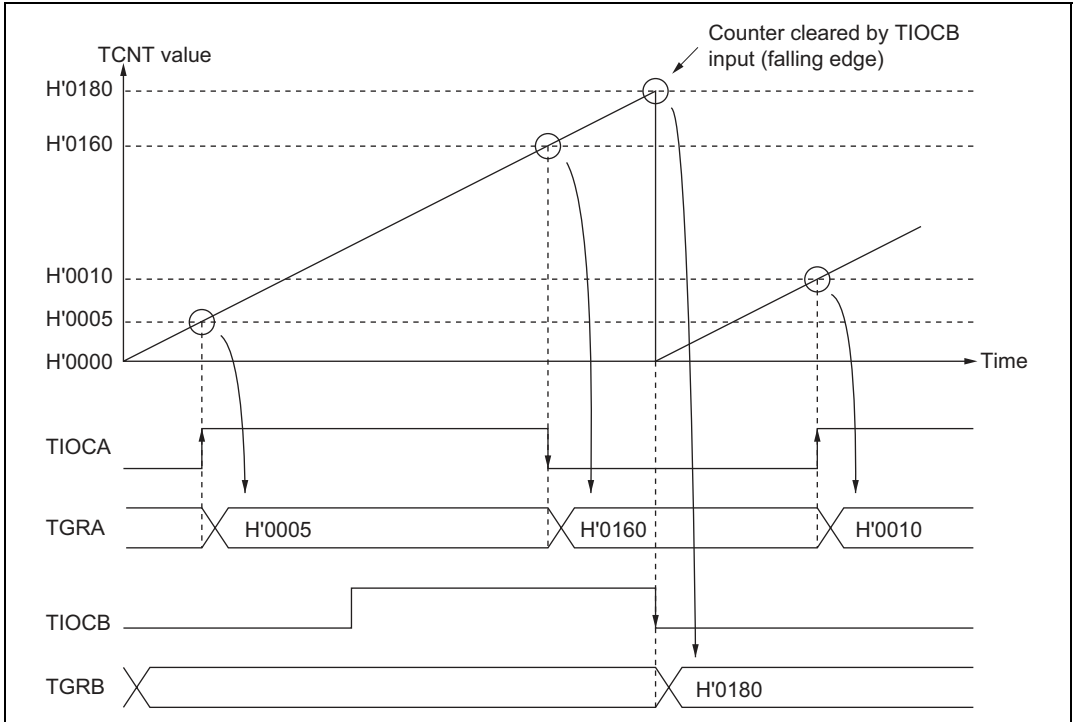 Counter cleared by TIOCB
input (falling edge)
TCNT value
H'0180
H'0160
H'0010
H'0005
H'0000
Time
TIOCA
TGRA
H'0005
H'0160
H'0010
TIOCB
TGRB
H'0180